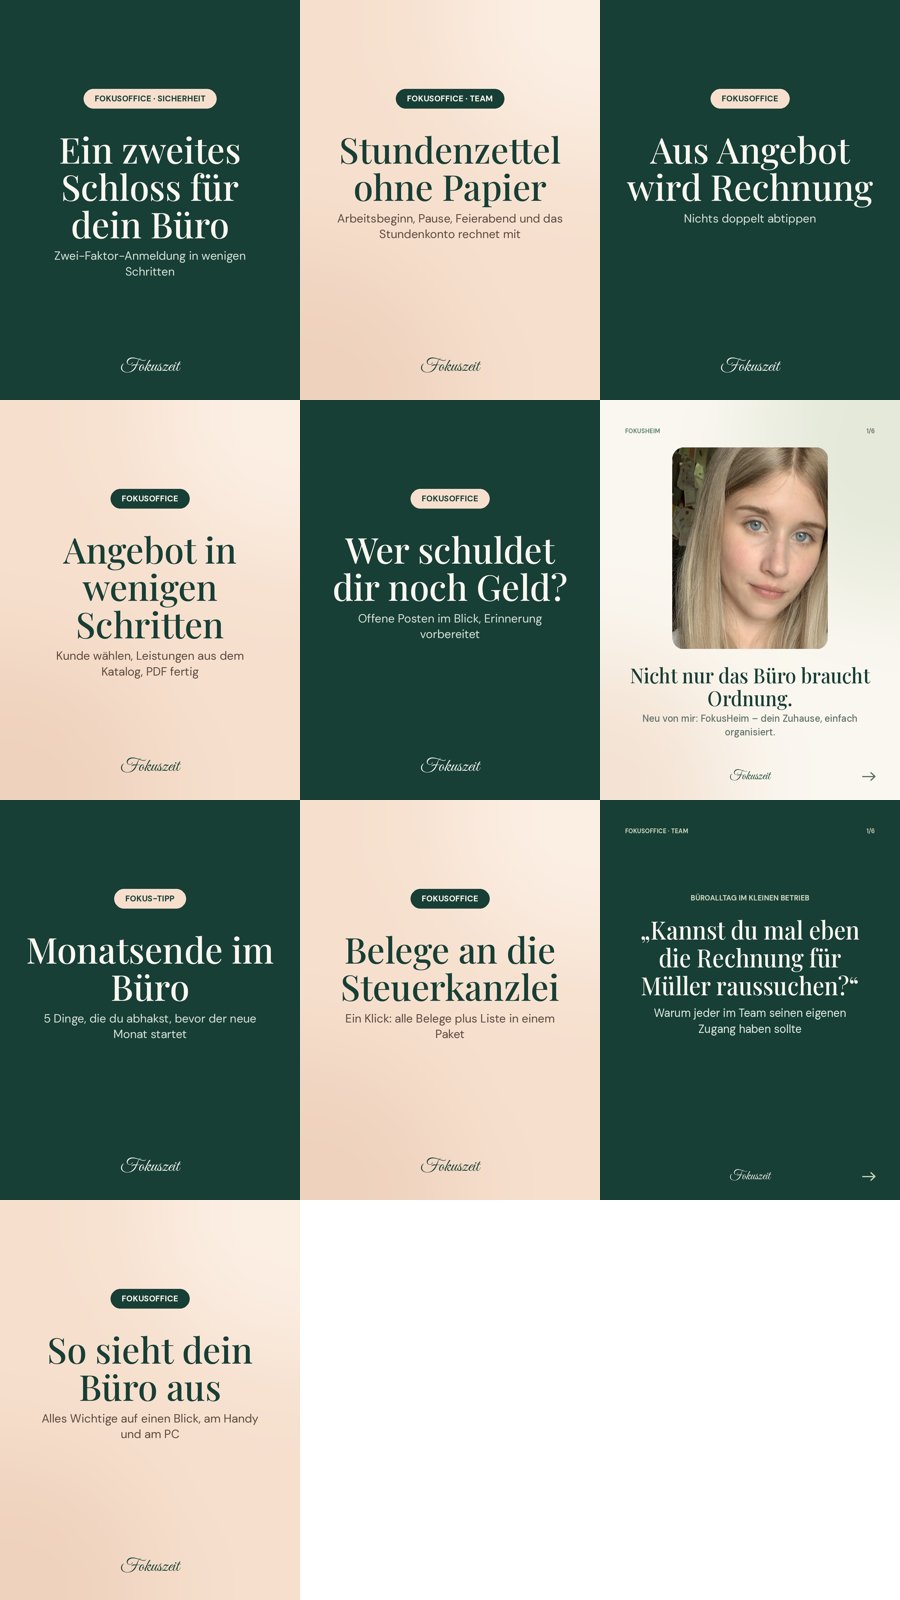 FOKUSOFFICE · SICHERHEIT
Ein zweites
Schloss für
dein Büro
Zwei-Faktor-Anmeldung in wenigen
Schritten
Fokuszeit
FOKUSOFFICE · TEAM
Stundenzettel
ohne Papier
Arbeitsbeginn, Pause, Feierabend und das
Stundenkonto rechnet mit
Fokuszeit
FOKUSOFFICE
Aus Angebot
wird Rechnung
Nichts doppelt abtippen
Fokuszeit
FOKUSOFFICE
Angebot in
wenigen
Schritten
Kunde wählen, Leistungen aus dem
Katalog, PDF fertig
Fokuszeit
FOKUSOFFICE
Wer schuldet
dir noch Geld?
Offene Posten im Blick, Erinnerung
vorbereitet
Fokuszeit
FOKUSHEIM
1/6
Nicht nur das Büro braucht
Ordnung.
Neu von mir: FokusHeim – dein Zuhause, einfach
organisiert.
Fokuszeit
→
FOKUS-TIPP
Monatsende im
Büro
5 Dinge, die du abhakst, bevor der neue
Monat startet
Fokuszeit
FOKUSOFFICE
Belege an die
Steuerkanzlei
Ein Klick: alle Belege plus Liste in einem
Paket
Fokuszeit
FOKUSOFFICE · TEAM
1/6
BÜROALLTAG IM KLEINEN BETRIEB
„Kannst du mal eben
die Rechnung für
Müller raussuchen?“
Warum jeder im Team seinen eigenen
Zugang haben sollte
Fokuszeit
→
FOKUSOFFICE
So sieht dein
Büro aus
Alles Wichtige auf einen Blick, am Handy
und am PC
Fokuszeit